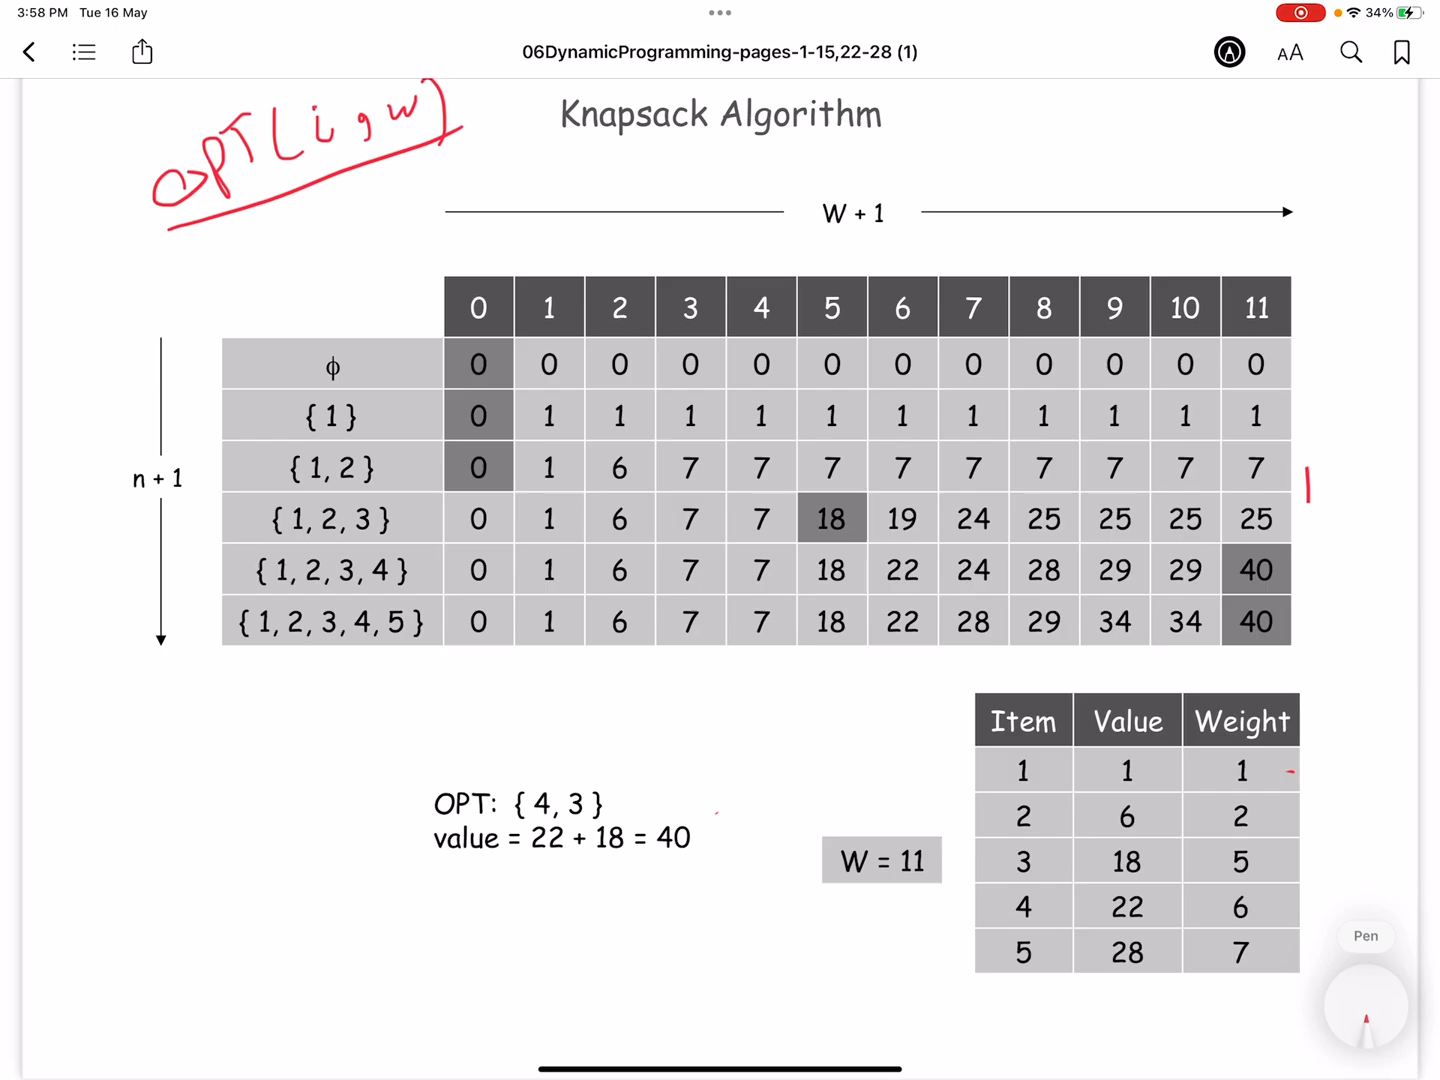 3:58 PM Tue 16 May
34%
06DynamicProgramming-pages-1-15,22-28 (1)
AA
OPT(i, w)
Knapsack Algorithm
W + 1
0 1 2 3 4 5 6 7 8 9 10 11
ϕ 0 0 0 0 0 0 0 0 0 0 0 0
{ 1 } 0 1 1 1 1 1 1 1 1 1 1 1
{ 1, 2 } 0 1 6 7 7 7 7 7 7 7 7 7
n + 1
{ 1, 2, 3 } 0 1 6 7 7 18 19 24 25 25 25 25
{ 1, 2, 3, 4 } 0 1 6 7 7 18 22 24 28 29 29 40
{ 1, 2, 3, 4, 5 } 0 1 6 7 7 18 22 28 29 34 34 40
OPT: { 4, 3 }
value = 22 + 18 = 40
W = 11
Item Value Weight
1 1 1
2 6 2
3 18 5
4 22 6
5 28 7
Pen